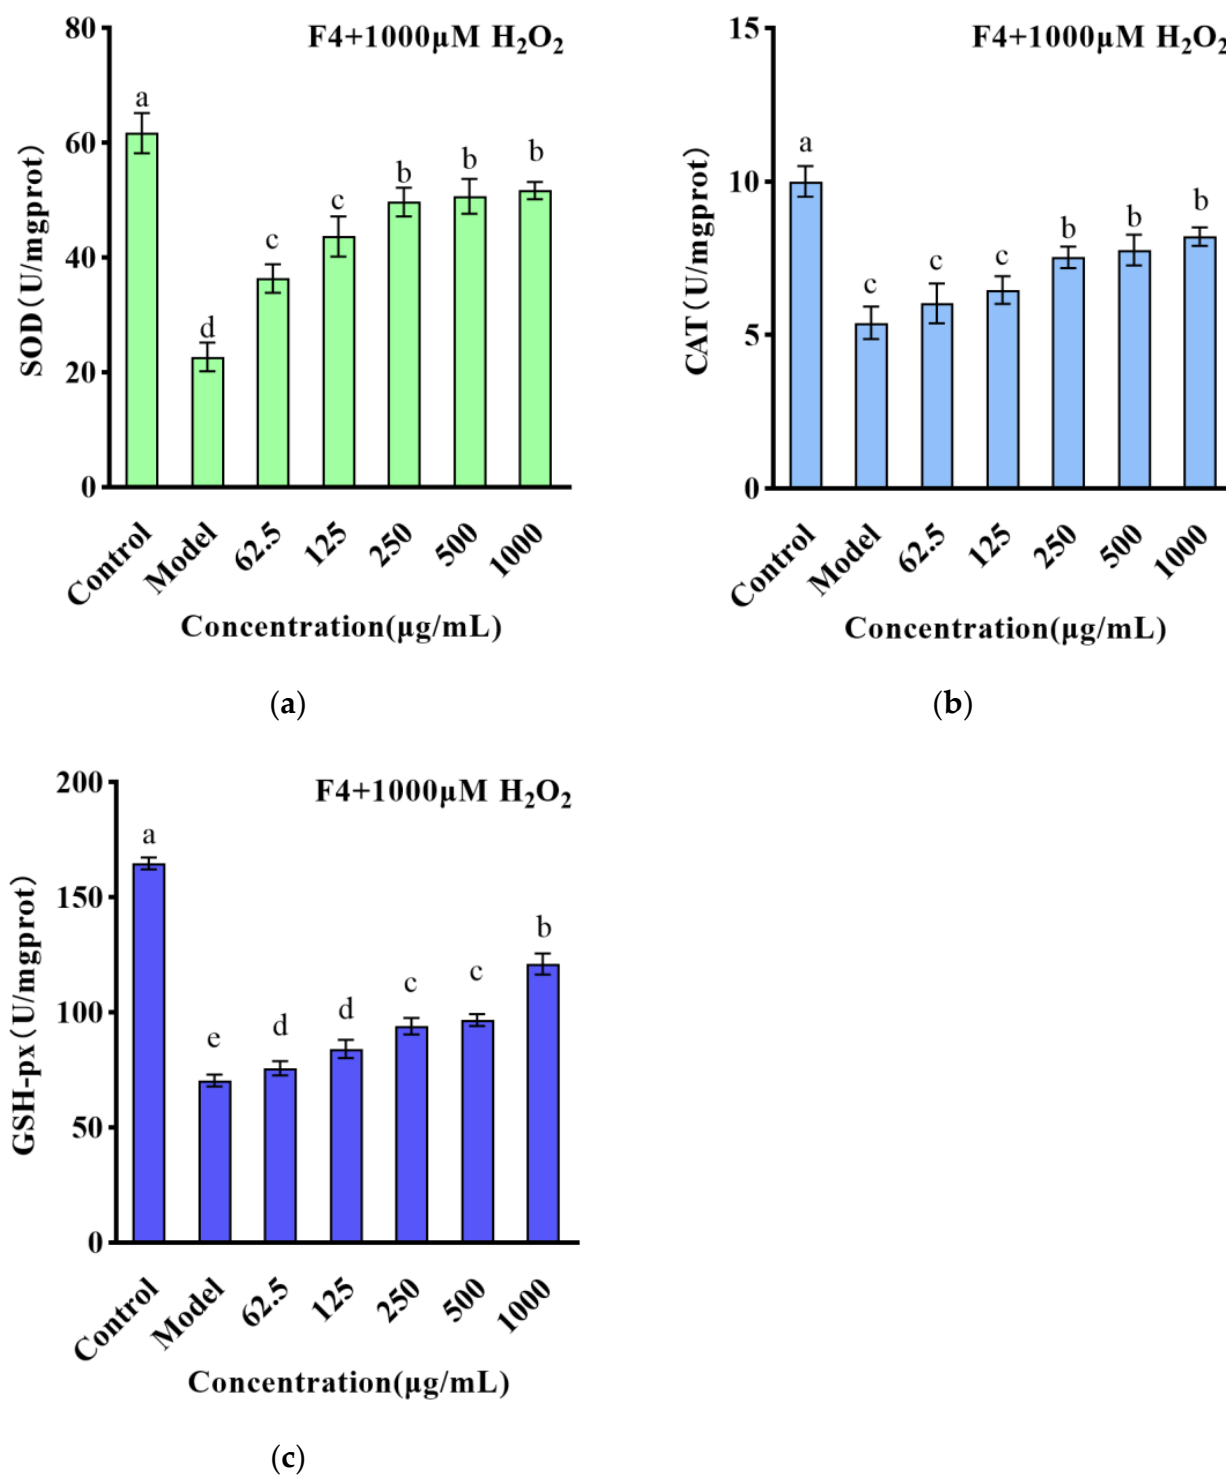 F4+1000μM H₂O₂
SOD（U/mgprot）
80
60
40
20
0
a
d
c
c
b
b
b
Control
Model
62.5
125
250
500
1000
Concentration(μg/mL)
(a)
F4+1000μM H₂O₂
CAT（U/mgprot）
15
10
5
0
a
c
c
c
b
b
b
Control
Model
62.5
125
250
500
1000
Concentration(μg/mL)
(b)
F4+1000μM H₂O₂
GSH-px（U/mgprot）
200
150
100
50
0
a
e
d
d
c
c
b
Control
Model
62.5
125
250
500
1000
Concentration(μg/mL)
(c)